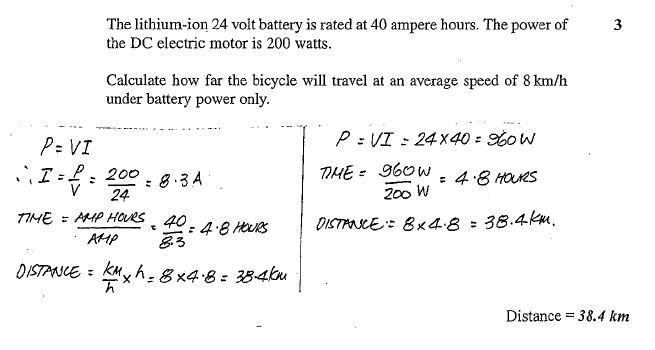 The lithium-ion 24 volt battery is rated at 40 ampere hours. The power of 3
the DC electric motor is 200 watts.
Calculate how far the bicycle will travel at an average speed of 8 km/h
under battery power only.
P = VI
∴ I = P/V = 200/24 = 8.3 A
TIME = AMP HOURS/AMP = 40/8.3 = 4.8 HOURS
DISTANCE = km/h × h = 8 × 4.8 = 38.4km
P = VI = 24 × 40 = 960 W
TIME = 960 W/200 W = 4.8 HOURS
DISTANCE = 8 × 4.8 = 38.4km.
Distance = 38.4 km